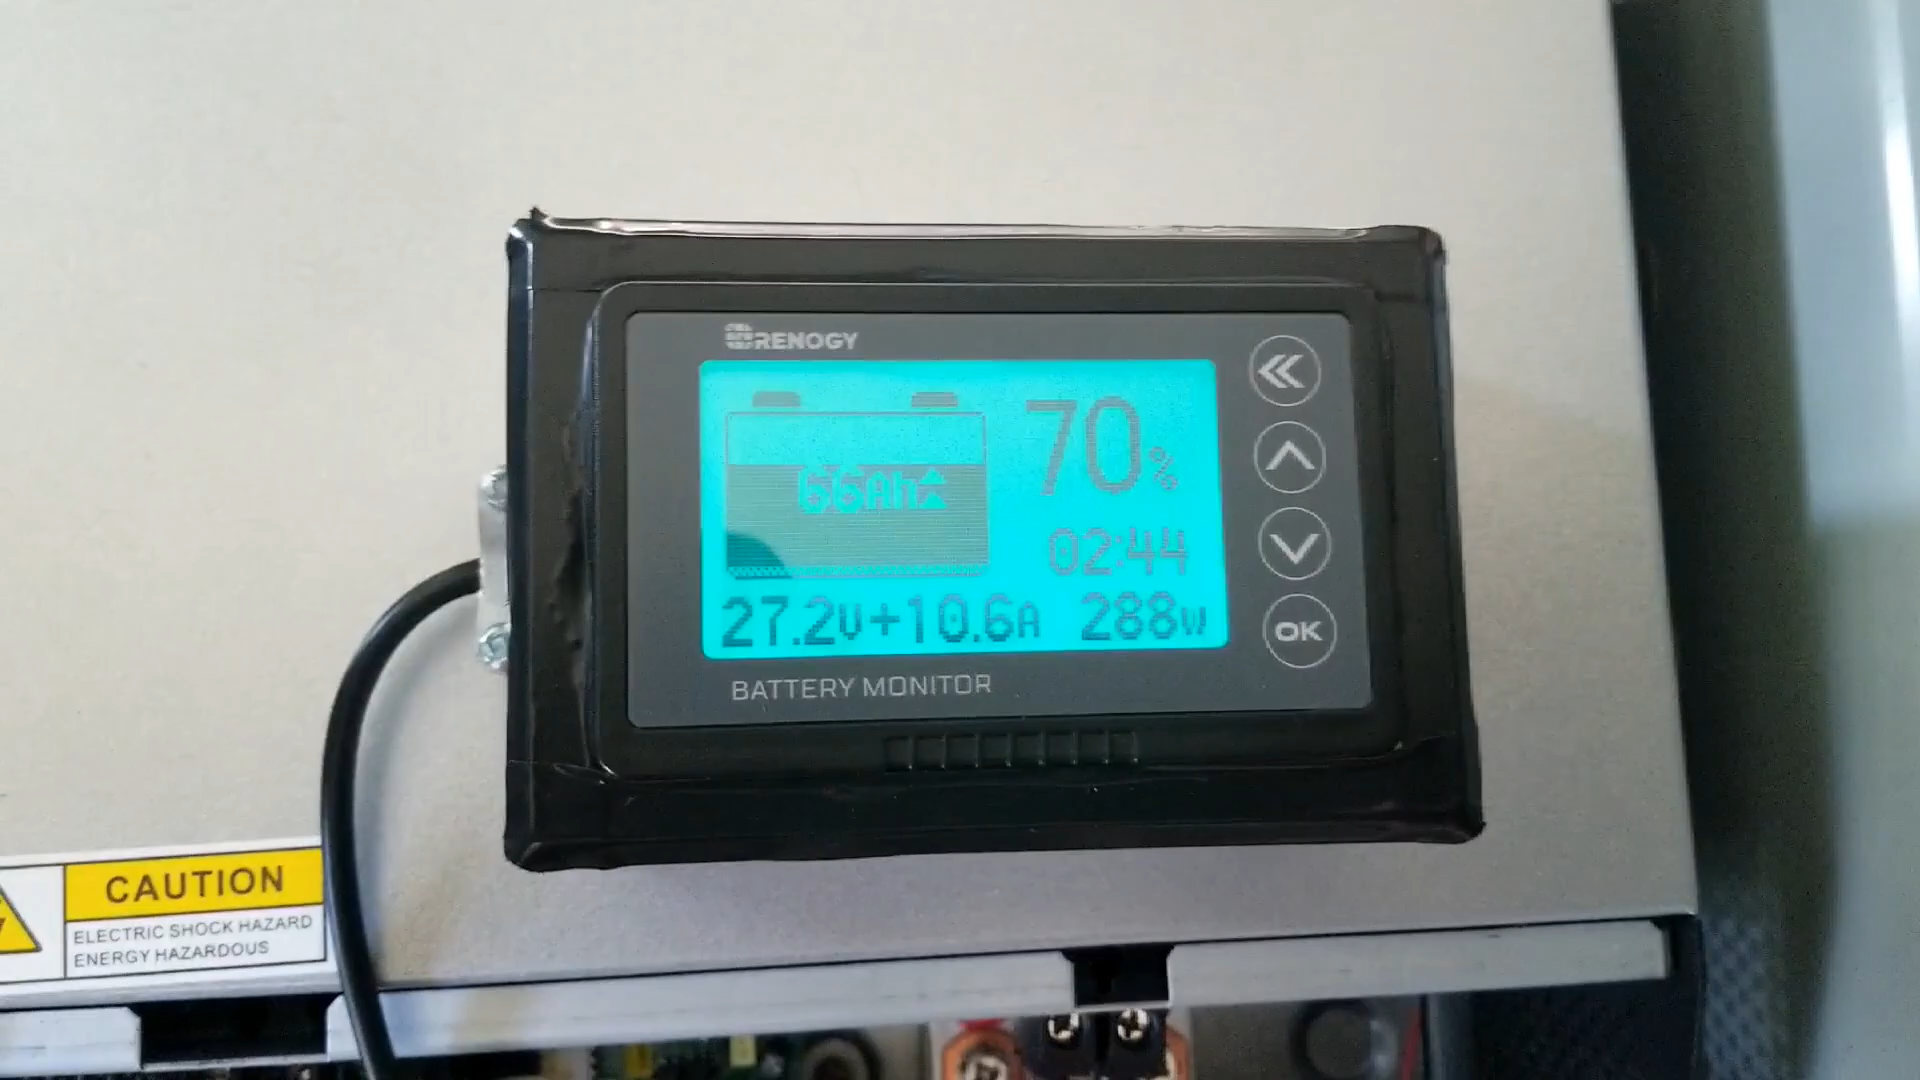 RENOGY
70%
66Ah
02:44
27.2V+10.6A 288W
BATTERY MONITOR
OK
CAUTION
ELECTRIC SHOCK HAZARD
ENERGY HAZARDOUS